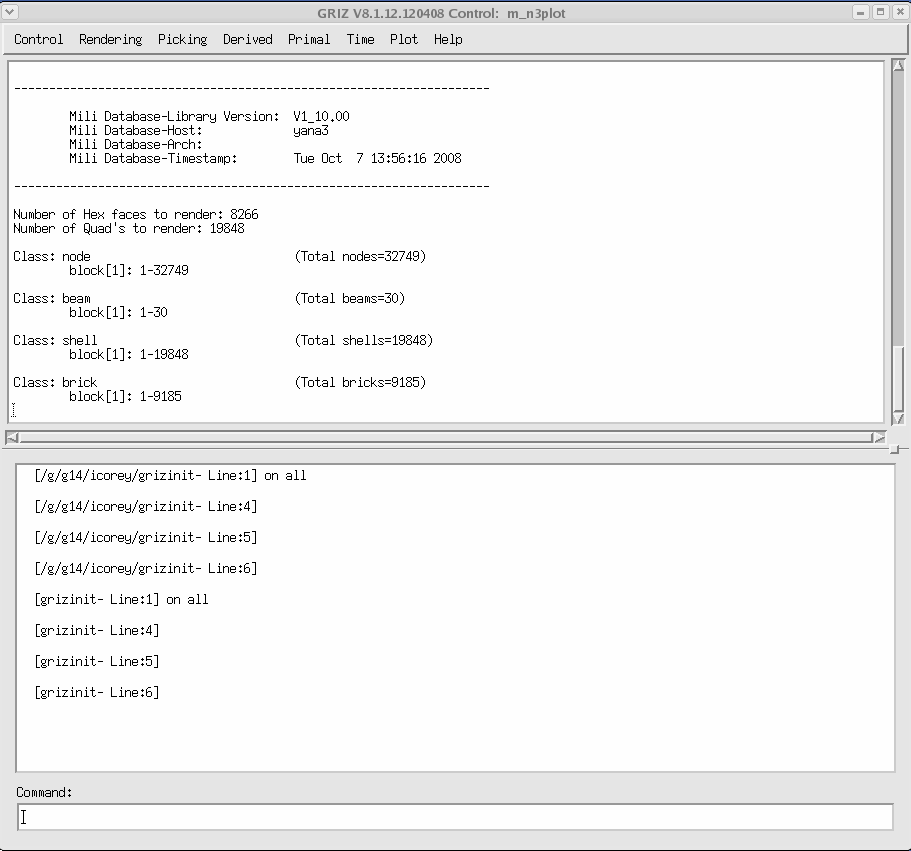 GRIZ V8.1.12.120408 Control:  m_n3plot
Control Rendering Picking Derived Primal Time Plot Help
--------------------------------------------------------------------
Mili Database-Library Version:  V1_10.00
Mili Database-Host:             yana3
Mili Database-Arch:
Mili Database-Timestamp:        Tue Oct  7 13:56:16 2008
--------------------------------------------------------------------
Number of Hex faces to render: 8266
Number of Quad's to render: 19848
Class: node                             (Total nodes=32749)
block[1]: 1-32749
Class: beam                             (Total beams=30)
block[1]: 1-30
Class: shell                            (Total shells=19848)
block[1]: 1-19848
Class: brick                            (Total bricks=9185)
block[1]: 1-9185
[/g/g14/icorey/grizinit- Line:1] on all
[/g/g14/icorey/grizinit- Line:4]
[/g/g14/icorey/grizinit- Line:5]
[/g/g14/icorey/grizinit- Line:6]
[grizinit- Line:1] on all
[grizinit- Line:4]
[grizinit- Line:5]
[grizinit- Line:6]
Command: